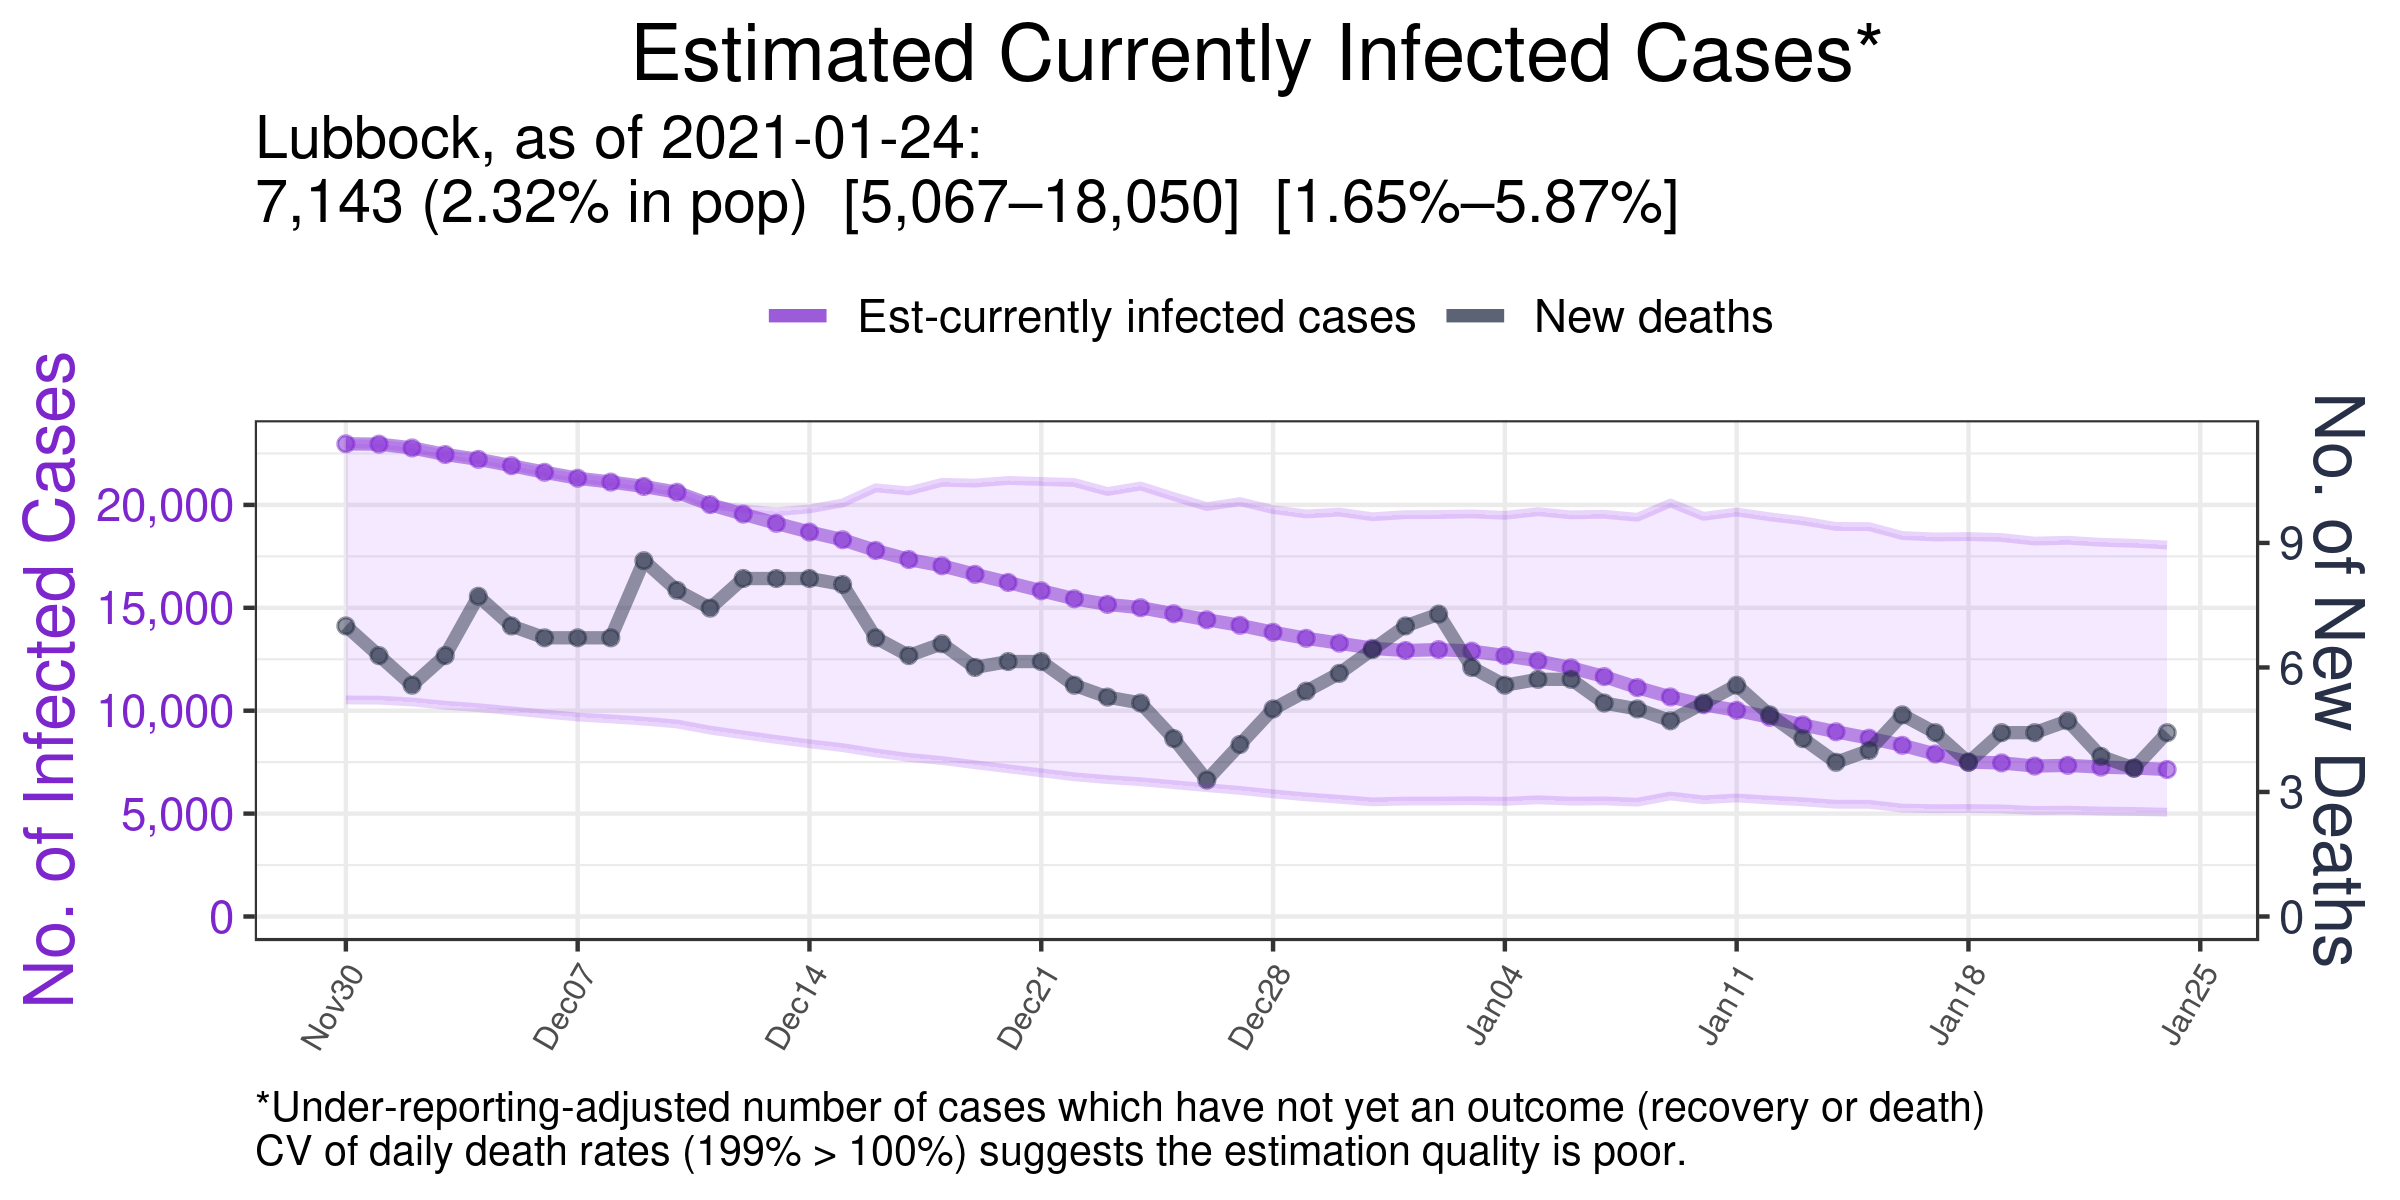 Estimated Currently Infected Cases*
Lubbock, as of 2021-01-24:
7,143 (2.32% in pop)  [5,067–18,050]  [1.65%–5.87%]
Est-currently infected cases
New deaths
No. of Infected Cases
20,000
15,000
10,000
5,000
0
No. of New Deaths
9
6
3
0
Nov30
Dec07
Dec14
Dec21
Dec28
Jan04
Jan11
Jan18
Jan25
*Under-reporting-adjusted number of cases which have not yet an outcome (recovery or death)
CV of daily death rates (199% > 100%) suggests the estimation quality is poor.